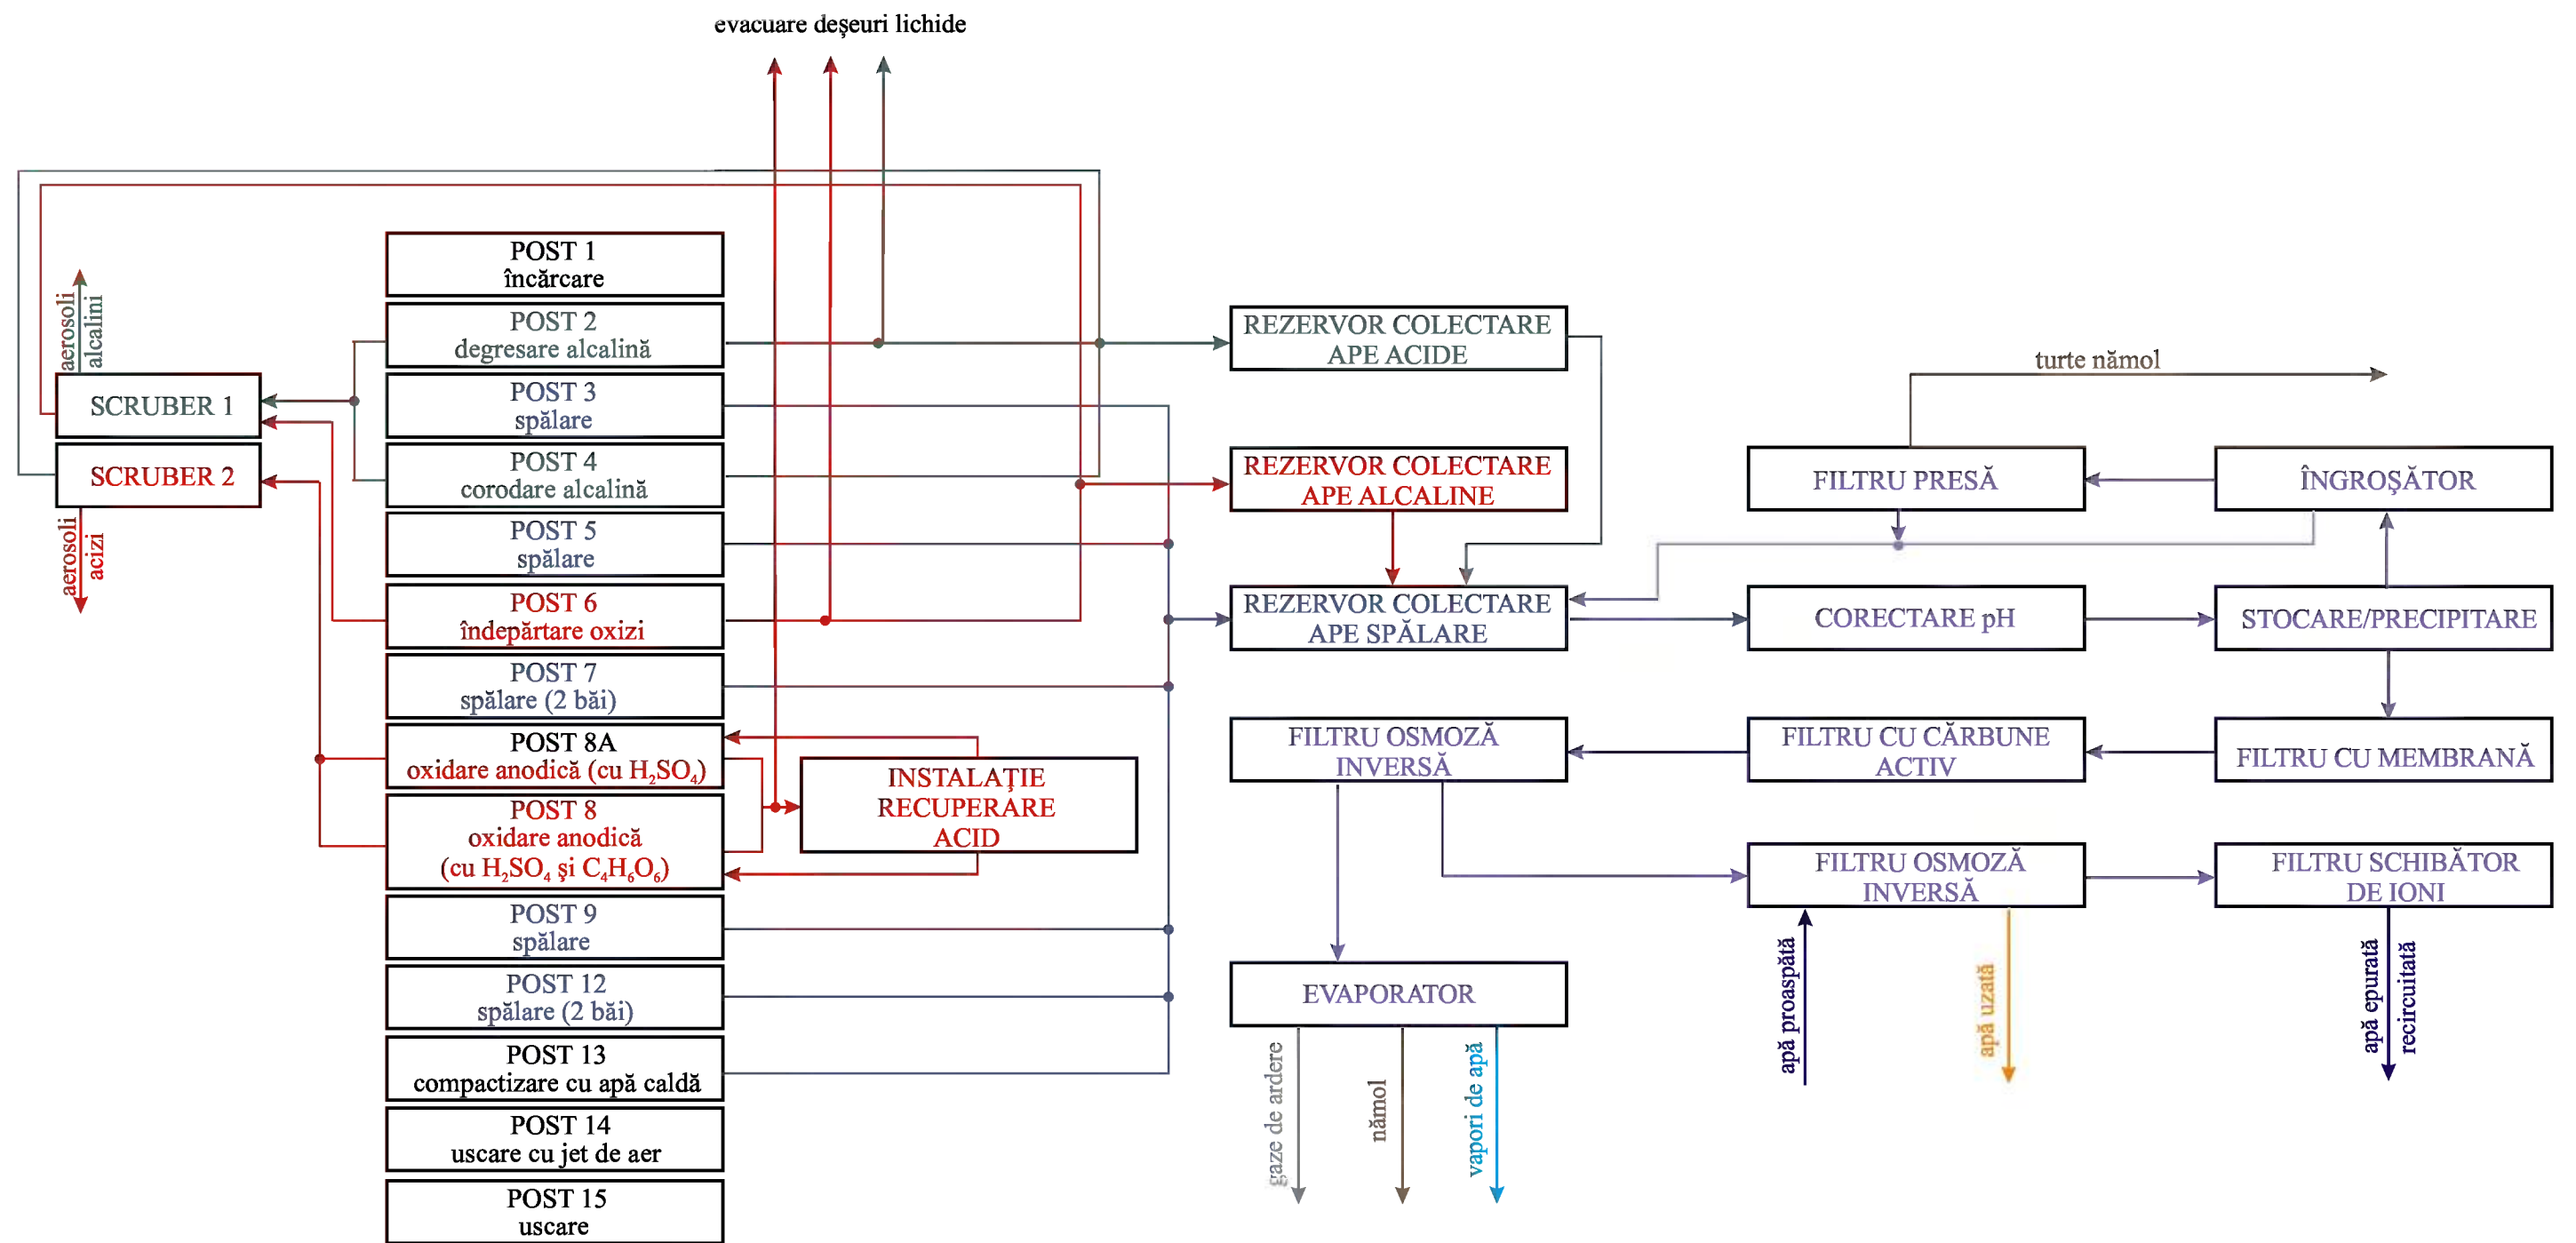 evacuare deșeuri lichide
POST 1
încărcare
POST 2
degresare alcalină
POST 3
spălare
POST 4
corodare alcalină
POST 5
spălare
POST 6
îndepărtare oxizi
POST 7
spălare (2 băi)
POST 8A
oxidare anodică (cu H₂SO₄)
POST 8
oxidare anodică
(cu H₂SO₄ şi C₄H₆O₆)
POST 9
spălare
POST 12
spălare (2 băi)
POST 13
compactizare cu apă caldă
POST 14
uscare cu jet de aer
POST 15
uscare
aerosoli
alcalini
SCRUBER 1
SCRUBER 2
aerosoli
acizi
INSTALAŢIE
RECUPERARE
ACID
REZERVOR COLECTARE
APE ACIDE
REZERVOR COLECTARE
APE ALCALINE
REZERVOR COLECTARE
APE SPĂLARE
turte nămol
FILTRU PRESĂ
ÎNGROŞĂTOR
CORECTARE pH
STOCARE/PRECIPITARE
FILTRU OSMOZĂ
INVERSĂ
FILTRU CU CĂRBUNE
ACTIV
FILTRU CU MEMBRANĂ
FILTRU OSMOZĂ
INVERSĂ
FILTRU SCHIBĂTOR
DE IONI
EVAPORATOR
gaze de ardere
nămol
vapori de apă
apă proaspătă
apă uzată
apă epurată
recircuitată